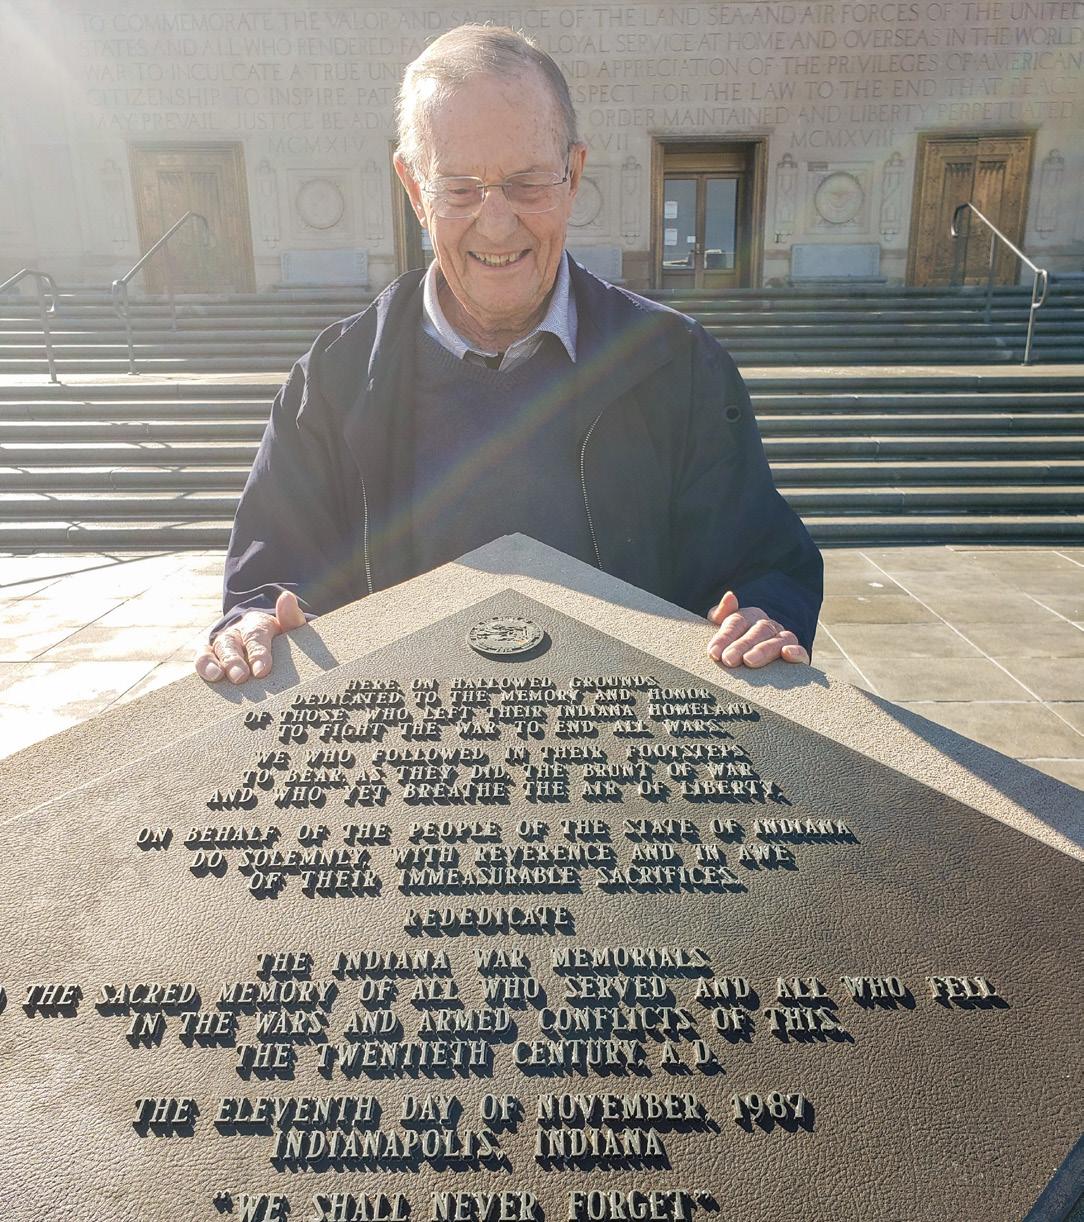 TO COMMEMORATE THE VALOR AND SACRIFICE OF THE LAND SEA AND AIR FORCES OF THE UNITED
STATES AND ALL WHO RENDERED LOYAL SERVICE AT HOME AND OVERSEAS IN THE WORLD
WAR TO INCULCATE A TRUE AND APPRECIATION OF THE PRIVILEGES OF AMERICAN
CITIZENSHIP TO INSPIRE FOR THE LAW TO THE END THAT PEACE
MAY PREVAIL JUSTICE BE ORDER MAINTAINED AND LIBERTY PERPETUATED
MCMXIV MCMXVIII
HERE ON HALLOWED GROUNDS,
DEDICATED TO THE MEMORY AND HONOR
OF THOSE WHO LEFT THEIR INDIANA HOMELAND
TO FIGHT THE WAR TO END ALL WARS,
WE WHO FOLLOWED IN THEIR FOOTSTEPS
TO BEAR AS THEY DID THE BRUNT OF WAR
AND WHO YET BREATHE THE AIR OF LIBERTY,
ON BEHALF OF THE PEOPLE OF THE STATE OF INDIANA
DO SOLEMNLY, WITH REVERENCE AND IN AWE
OF THEIR IMMEASURABLE SACRIFICES,
REDEDICATE
THE INDIANA WAR MEMORIALS
THE SACRED MEMORY OF ALL WHO SERVED AND ALL WHO FELL
IN THE WARS AND ARMED CONFLICTS OF THIS,
THE TWENTIETH CENTURY A.D.
THE ELEVENTH DAY OF NOVEMBER, 1987
INDIANAPOLIS, INDIANA
"WE SHALL NEVER FORGET"